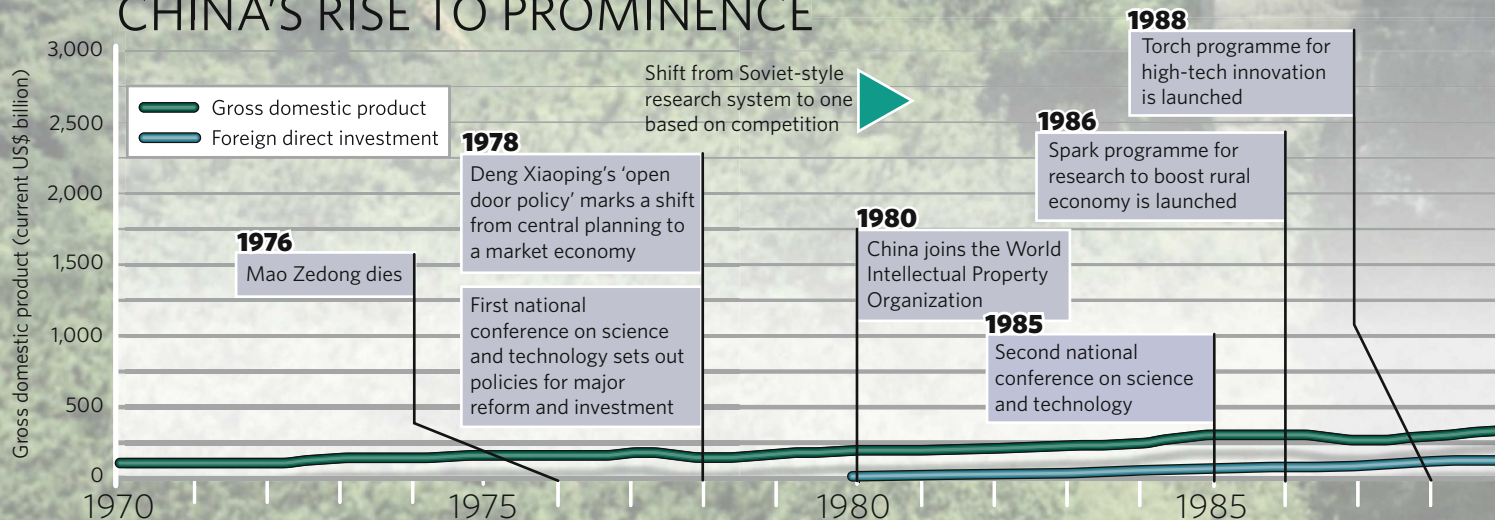 CHINA'S RISE TO PROMINENCE
Gross domestic product (current US$ billion)
3,000
2,500
2,000
1,500
1,000
500
0
Gross domestic product
Foreign direct investment
1976
Mao Zedong dies
1978
Deng Xiaoping's ‘open
door policy’ marks a shift
from central planning to
a market economy
First national
conference on science
and technology sets out
policies for major
reform and investment
Shift from Soviet-style
research system to one
based on competition
1980
China joins the World
Intellectual Property
Organization
1985
Second national
conference on science
and technology
1986
Spark programme for
research to boost rural
economy is launched
1988
Torch programme for
high-tech innovation
is launched
1970
1975
1980
1985